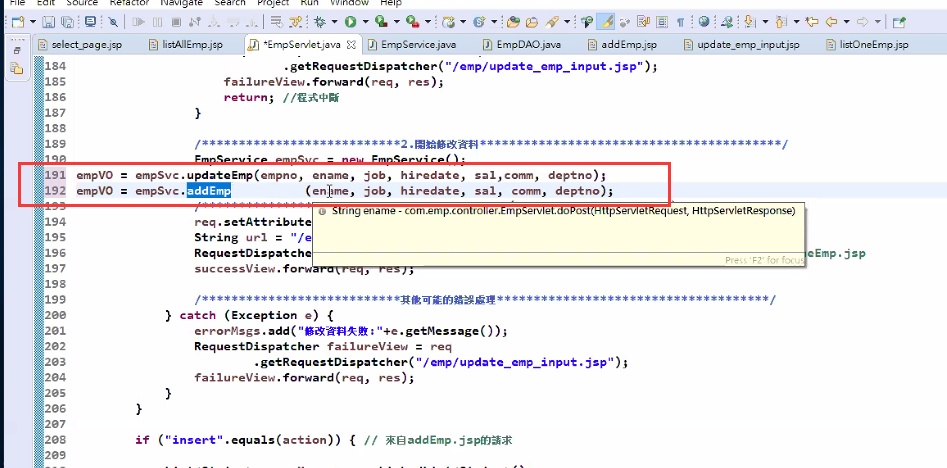 File Edit Source Refactor Navigate Search Project Run Window Help
select_page.jsp listAllEmp.jsp *EmpServlet.java EmpService.java EmpDAO.java addEmp.jsp update_emp_input.jsp listOneEmp.jsp
184 .getRequestDispatcher("/emp/update_emp_input.jsp");
185 failureView.forward(req, res);
186 return; //程式中斷
187 }
188
189 /***************************2.開始修改資料*****************************************/
190 EmpService empSvc = new EmpService();
191 empVO = empSvc.updateEmp(empno, ename, job, hiredate, sal,comm, deptno);
192 empVO = empSvc.addEmp (ename, job, hiredate, sal, comm, deptno);
String ename - com.emp.controller.EmpServlet.doPost(HttpServletRequest, HttpServletResponse)
req.setAttribute
195 String url = "/e
196 RequestDispatche eEmp.jsp
Press 'F2' for focus
197 successView.forward(req, res);
198
199 /***************************其他可能的錯誤處理*************************************/
200 } catch (Exception e) {
201 errorMsgs.add("修改資料失敗:"+e.getMessage());
202 RequestDispatcher failureView = req
203 .getRequestDispatcher("/emp/update_emp_input.jsp");
204 failureView.forward(req, res);
205 }
206 }
207
208 if ("insert".equals(action)) { // 來自addEmp.jsp的請求
209